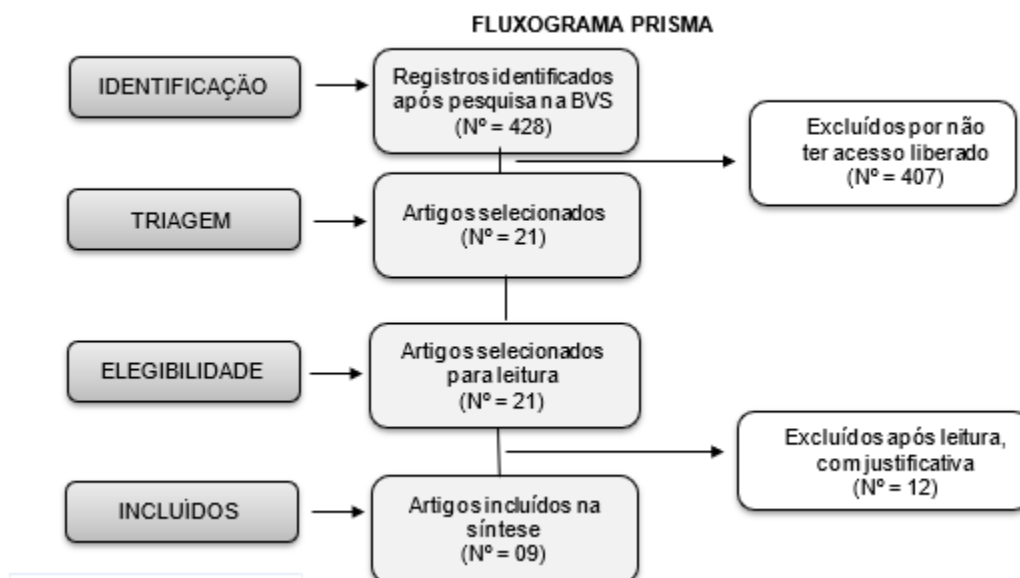 FLUXOGRAMA PRISMA
IDENTIFICAÇÃO
Registros identificados
após pesquisa na BVS
(Nº = 428)
Excluídos por não
ter acesso liberado
(Nº = 407)
TRIAGEM
Artigos selecionados
(Nº = 21)
ELEGIBILIDADE
Artigos selecionados
para leitura
(Nº = 21)
Excluídos após leitura,
com justificativa
(Nº = 12)
INCLUÍDOS
Artigos incluídos na
síntese
(Nº = 09)